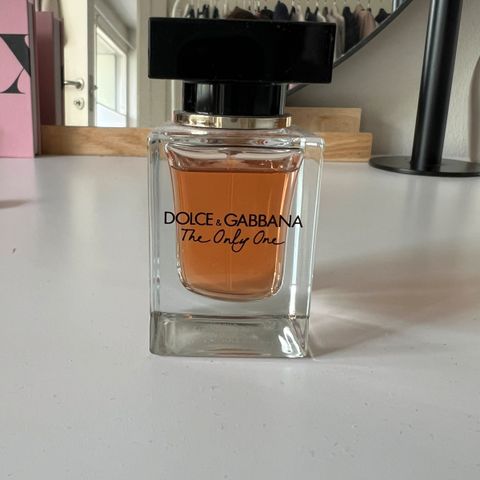 DOLCE & GABBANA
The Only One